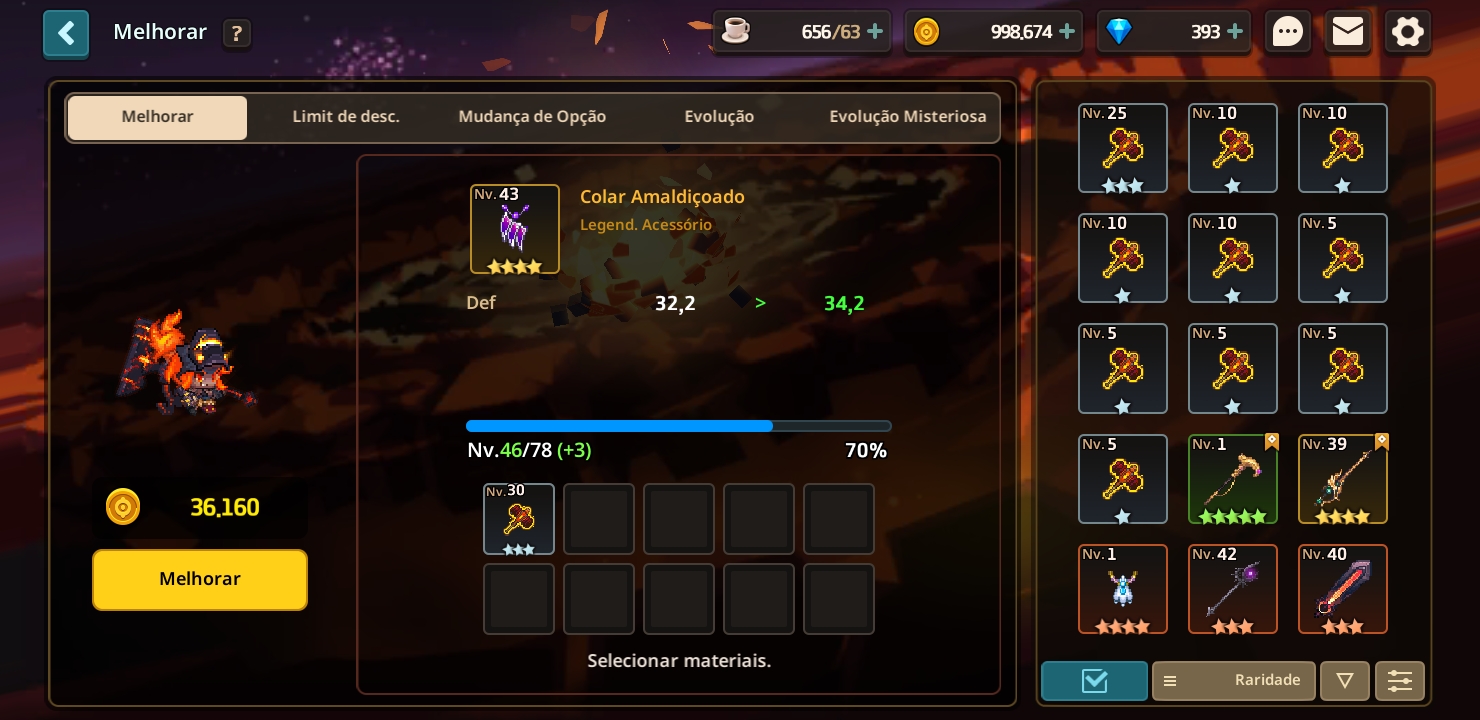 Melhorar ?
656/63
998,674
393
Melhorar
Limit de desc.
Mudança de Opção
Evolução
Evolução Misteriosa
Nv.43
Colar Amaldiçoado
Legend. Acessório
Def 32,2 > 34,2
Nv.46/78 (+3) 70%
Nv.30
36,160
Melhorar
Selecionar materiais.
Nv.25 Nv.10 Nv.10
Nv.10 Nv.10 Nv.5
Nv.5 Nv.5 Nv.5
Nv.5 Nv.1 Nv.39
Nv.1 Nv.42 Nv.40
Raridade